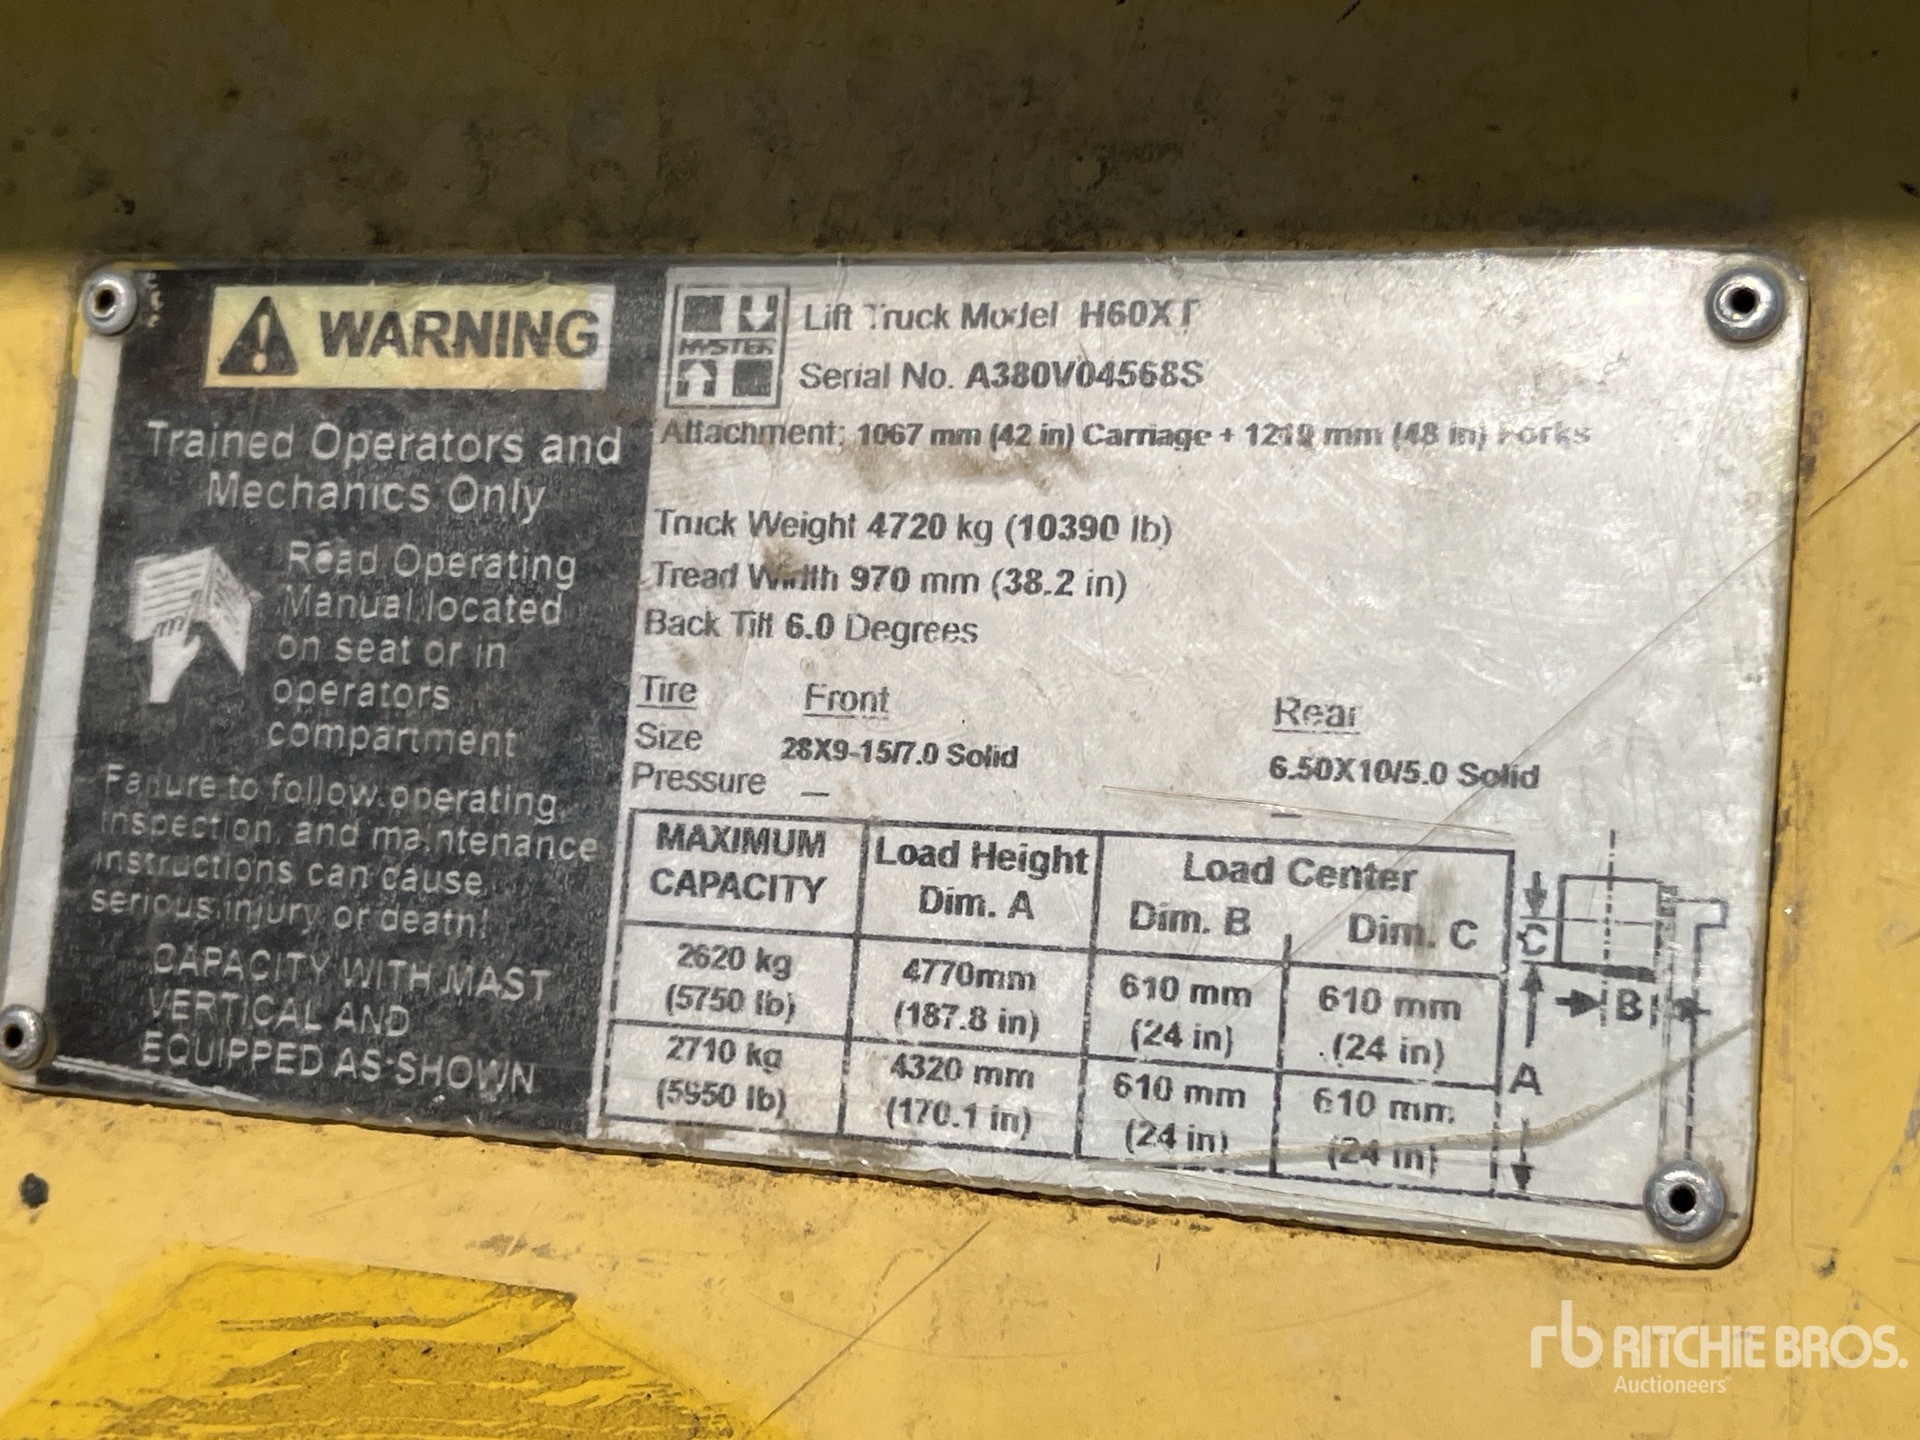 WARNING
Trained Operators and
Mechanics Only
Read Operating
Manual located
on seat or in
operators
compartment
Failure to follow operating,
inspection, and maintenance
instructions can cause
serious injury or death!
CAPACITY WITH MAST
VERTICAL AND
EQUIPPED AS SHOWN
HYSTER
Lift Truck Model H60XT
Serial No. A380V04568S
Attachment: 1067 mm (42 in) Carriage + 1219 mm (48 in) Forks
Truck Weight 4720 kg (10390 lb)
Tread Width 970 mm (38.2 in)
Back Tilt 6.0 Degrees
Tire Front Rear
Size 28X9-15/7.0 Solid 6.50X10/5.0 Solid
Pressure — —
MAXIMUM CAPACITY Load Height Dim. A Load Center Dim. B Dim. C
2620 kg 4770mm 610 mm 610 mm
(5750 lb) (187.8 in) (24 in) (24 in)
2710 kg 4320 mm 610 mm 610 mm
(5950 lb) (170.1 in) (24 in) (24 in)
C
B
A
rb RITCHIE BROS.
Auctioneers